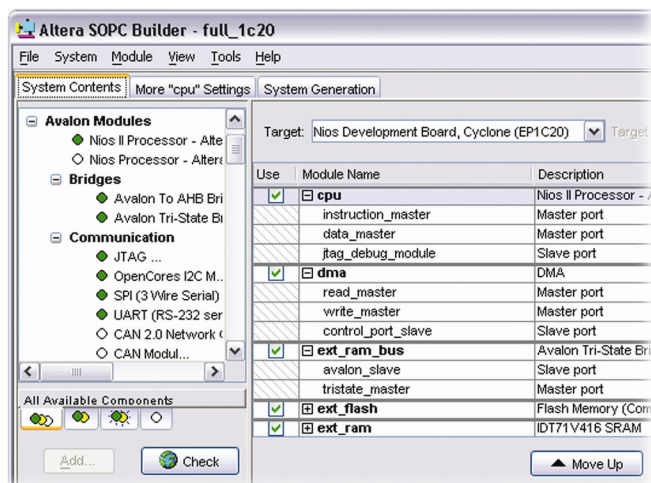 Altera SOPC Builder - full_1c20
File System Module View Tools Help
System Contents More "cpu" Settings System Generation
Avalon Modules
Nios II Processor - Alte
Nios Processor - Altera
Bridges
Avalon To AHB Bri
Avalon Tri-State Br
Communication
JTAG ...
OpenCores I2C M..
SPI (3 Wire Serial)
UART (RS-232 ser
CAN 2.0 Network
CAN Modul...
All Available Components
Add... Check
Target: Nios Development Board, Cyclone (EP1C20) Target
Use Module Name Description
cpu Nios II Processor -
instruction_master Master port
data_master Master port
jtag_debug_module Slave port
dma DMA
read_master Master port
write_master Master port
control_port_slave Slave port
ext_ram_bus Avalon Tri-State Bri
avalon_slave Slave port
tristate_master Master port
ext_flash Flash Memory (Com
ext_ram IDT71V416 SRAM
Move Up